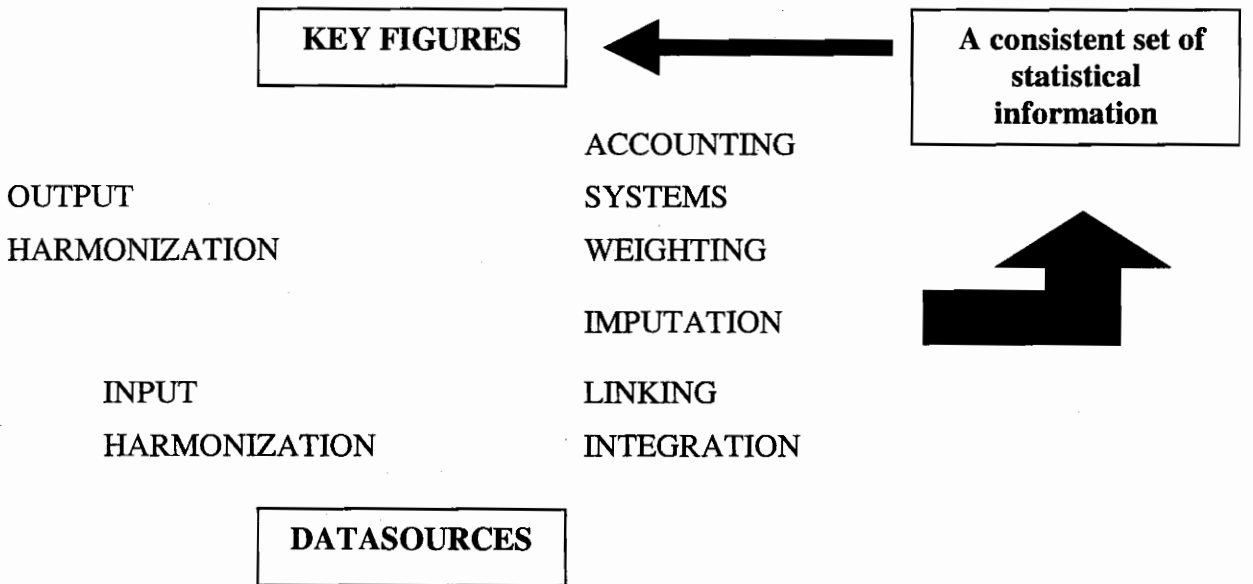 KEY FIGURES
A consistent set of
statistical
information
ACCOUNTING
OUTPUT
SYSTEMS
HARMONIZATION
WEIGHTING
IMPUTATION
INPUT
LINKING
HARMONIZATION
INTEGRATION
DATASOURCES